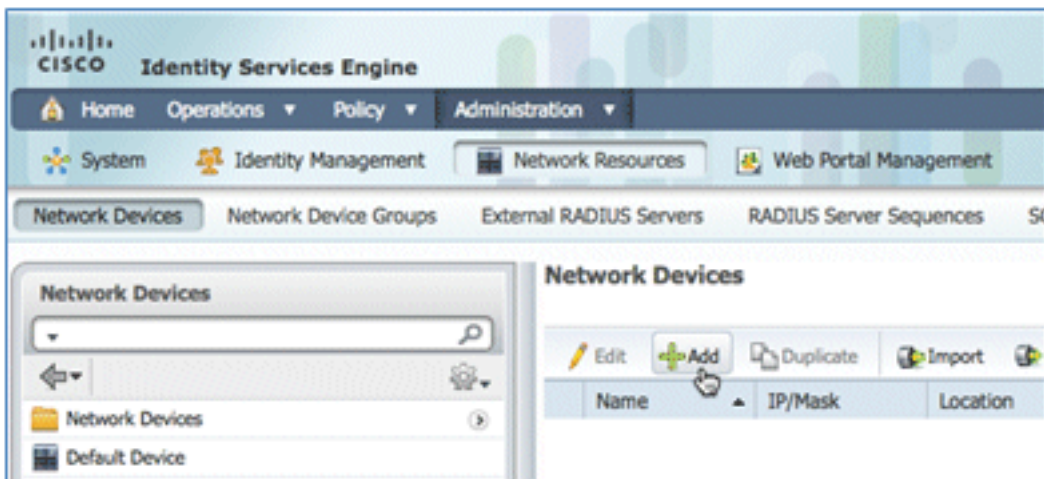 CISCO Identity Services Engine
Home Operations Policy Administration
System Identity Management Network Resources Web Portal Management
Network Devices Network Device Groups External RADIUS Servers RADIUS Server Sequences
Network Devices
Network Devices
Default Device
Network Devices
Edit Add Duplicate Import
Name IP/Mask Location